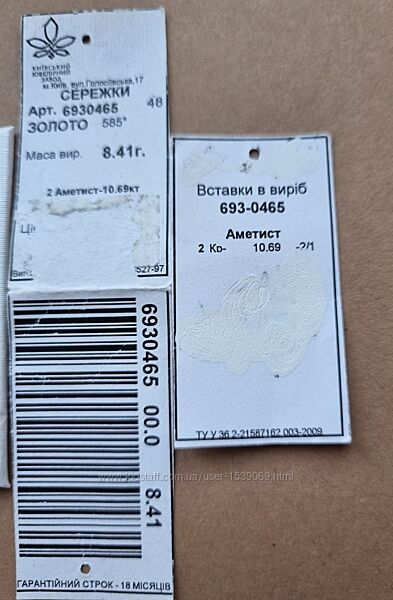 КИЇВСЬКИЙ
ЮВЕЛІРНИЙ
ЗАВОД
м.Київ, вул.Голосіївська,17
СЕРЕЖКИ
Арт. 6930465 48
ЗОЛОТО 585°
Маса вир. 8.41г.
2 Аметист-10.69кт
Ці
527-97
6930465 00.0 8.41
ГАРАНТІЙНИЙ СТРОК - 18 МІСЯЦІВ
Вставки в виріб
693-0465
Аметист
2 Кр- 10.69 -2/1
ТУ У 36.2-21587162.003-2009
www.kidstaff.com.ua/user-1539069.html